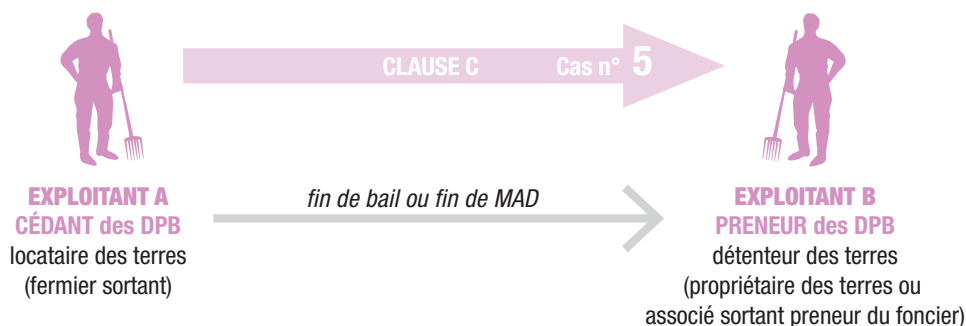 CLAUSE C Cas n° 5
EXPLOITANT A
CÉDANT des DPB
locataire des terres
(fermier sortant)
fin de bail ou fin de MAD
EXPLOITANT B
PRENEUR des DPB
détenteur des terres
(propriétaire des terres ou
associé sortant preneur du foncier)